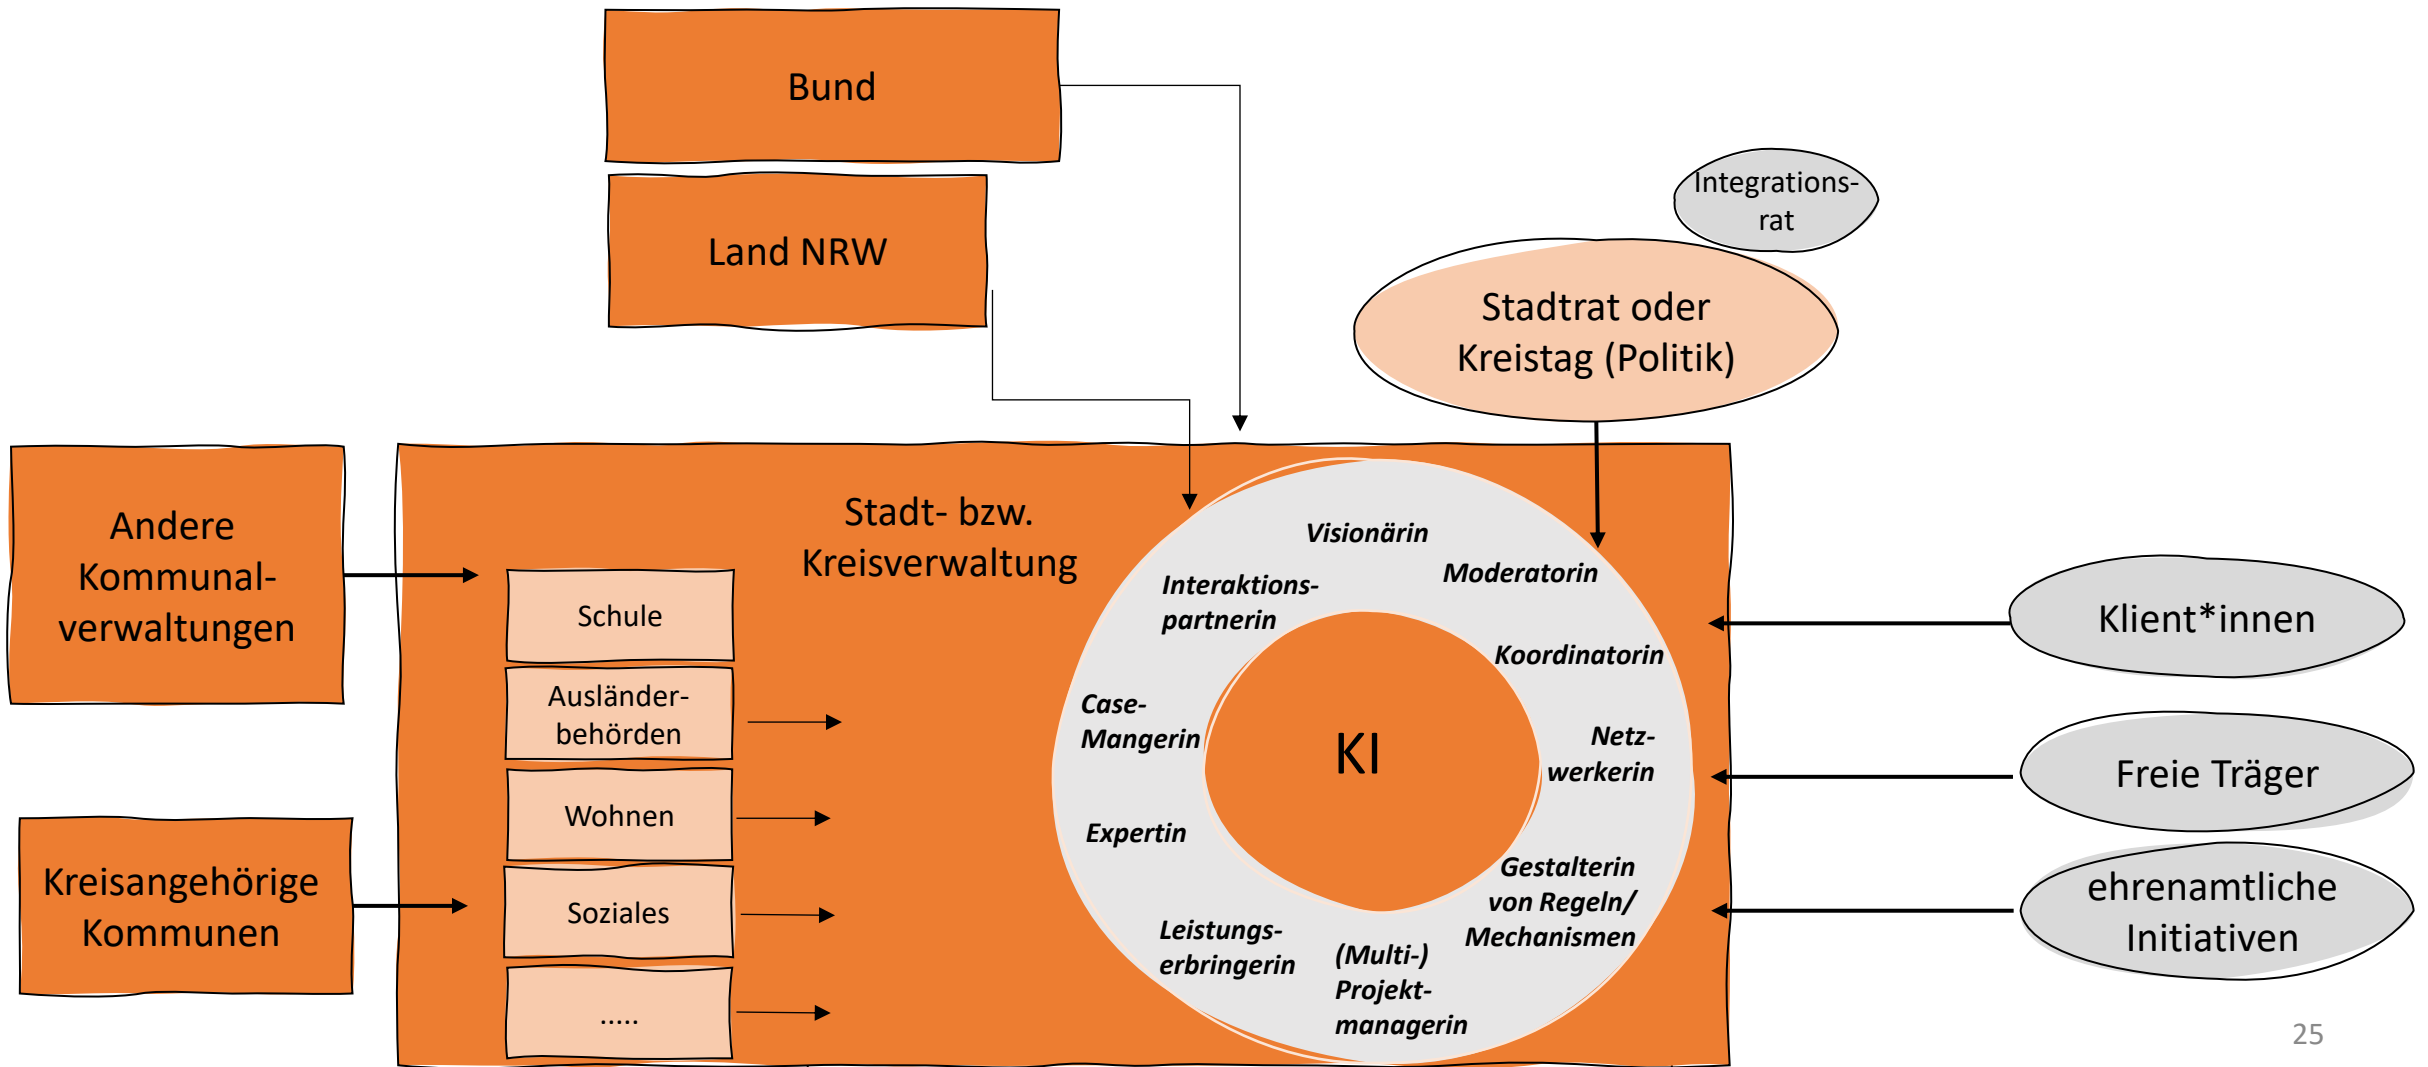 Bund
Land NRW
Integrations-
rat
Stadtrat oder
Kreistag (Politik)
Andere
Kommunal-
verwaltungen
Kreisangehörige
Kommunen
Stadt- bzw.
Kreisverwaltung
Schule
Ausländer-
behörden
Wohnen
Soziales
.....
Visionärin
Moderatorin
Interaktions-
partnerin
Koordinatorin
Case-
Mangerin
Netz-
werkerin
KI
Expertin
Gestalterin
von Regeln/
Mechanismen
Leistungs-
erbringerin
(Multi-)
Projekt-
managerin
Klient*innen
Freie Träger
ehrenamtliche
Initiativen
25